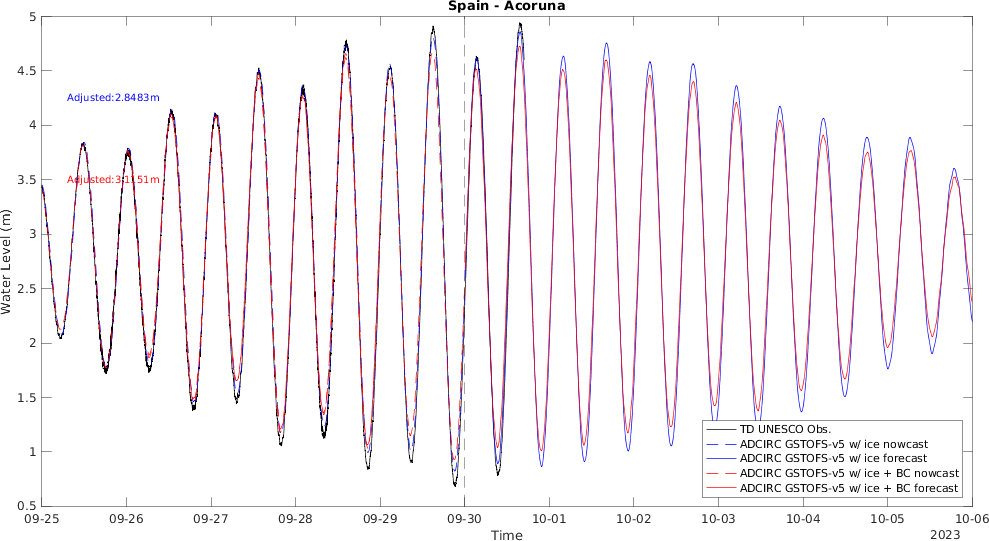 Spain - Acoruna
5
4.5
4
3.5
3
2.5
2
1.5
1
0.5
Water Level (m)
Adjusted:2.8483m
Adjusted:3.1151m
TD UNESCO Obs.
ADCIRC GSTOFS-v5 w/ ice nowcast
ADCIRC GSTOFS-v5 w/ ice forecast
ADCIRC GSTOFS-v5 w/ ice + BC nowcast
ADCIRC GSTOFS-v5 w/ ice + BC forecast
09-25 09-26 09-27 09-28 09-29 09-30 10-01 10-02 10-03 10-04 10-05 10-06
Time
2023